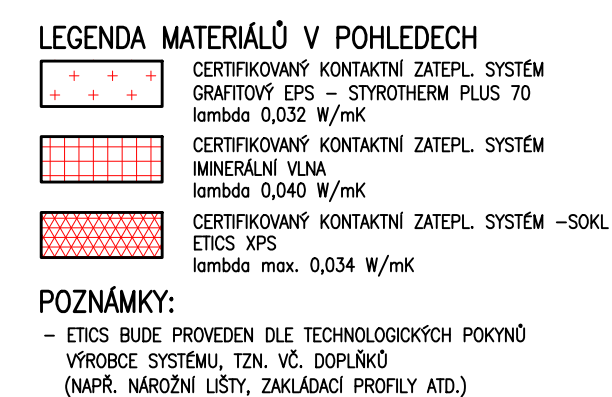 LEGENDA MATERIÁLŮ V POHLEDECH
CERTIFIKOVANÝ KONTAKTNÍ ZATEPL. SYSTÉM
GRAFITOVÝ EPS – STYROTHERM PLUS 70
lambda 0,032 W/mK
CERTIFIKOVANÝ KONTAKTNÍ ZATEPL. SYSTÉM
IMINERÁLNÍ VLNA
lambda 0,040 W/mK
CERTIFIKOVANÝ KONTAKTNÍ ZATEPL. SYSTÉM –SOKL
ETICS XPS
lambda max. 0,034 W/mK
POZNÁMKY:
– ETICS BUDE PROVEDEN DLE TECHNOLOGICKÝCH POKYNŮ
VÝROBCE SYSTÉMU, TZN. VČ. DOPLŇKŮ
(NAPŘ. NÁROŽNÍ LIŠTY, ZAKLÁDACÍ PROFILY ATD.)